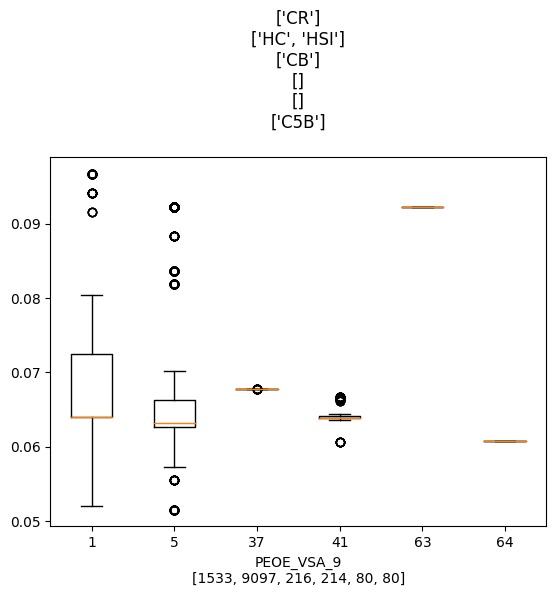 ['CR']
['HC', 'HSI']
['CB']
[]
[]
['C5B']
0.09
0.08
0.07
0.06
0.05
1 5 37 41 63 64
PEOE_VSA_9
[1533, 9097, 216, 214, 80, 80]